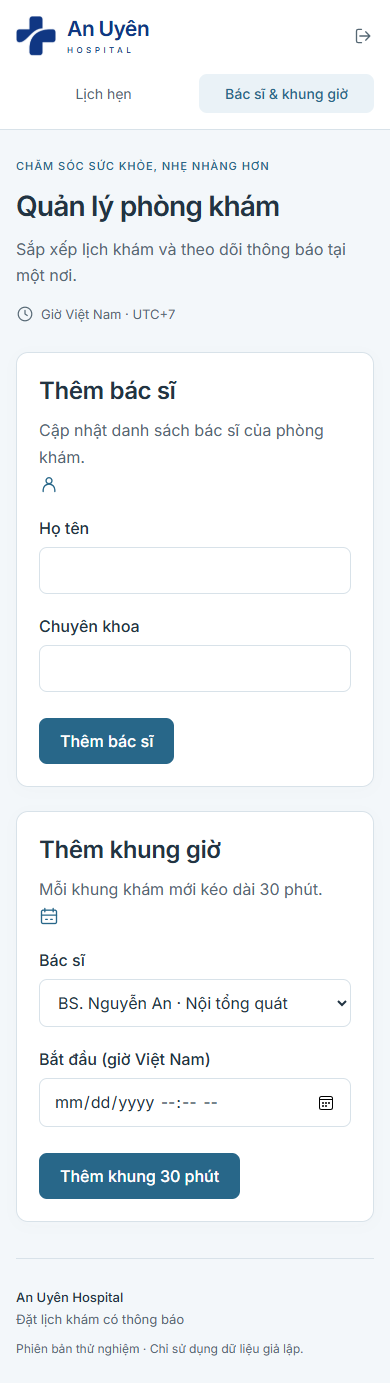 An Uyên
HOSPITAL
Lịch hẹn
Bác sĩ & khung giờ
CHĂM SÓC SỨC KHỎE, NHẸ NHÀNG HƠN
Quản lý phòng khám
Sắp xếp lịch khám và theo dõi thông báo tại
một nơi.
Giờ Việt Nam · UTC+7
Thêm bác sĩ
Cập nhật danh sách bác sĩ của phòng
khám.
Họ tên
Chuyên khoa
Thêm bác sĩ
Thêm khung giờ
Mỗi khung khám mới kéo dài 30 phút.
Bác sĩ
BS. Nguyễn An · Nội tổng quát
Bắt đầu (giờ Việt Nam)
mm/dd/yyyy --:-- --
Thêm khung 30 phút
An Uyên Hospital
Đặt lịch khám có thông báo
Phiên bản thử nghiệm · Chỉ sử dụng dữ liệu giả lập.